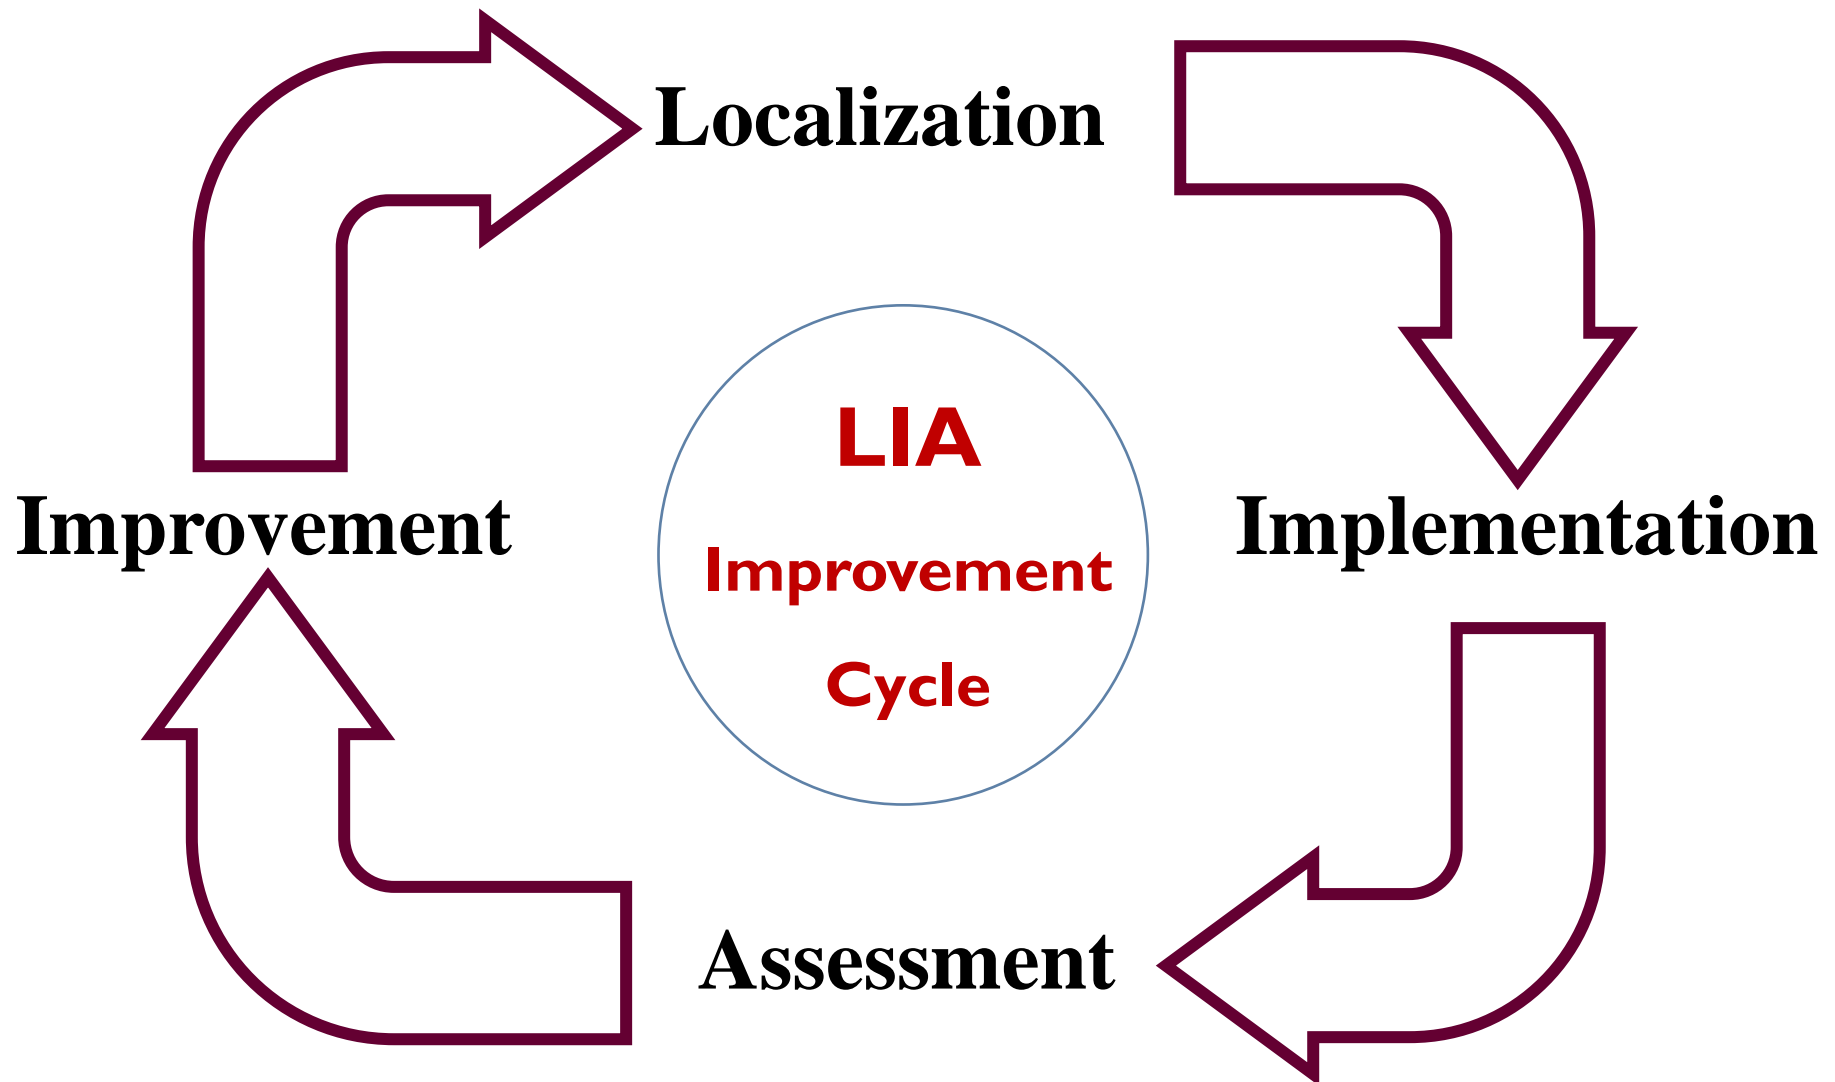 Localization
LIA
Improvement
Cycle
Improvement
Implementation
Assessment